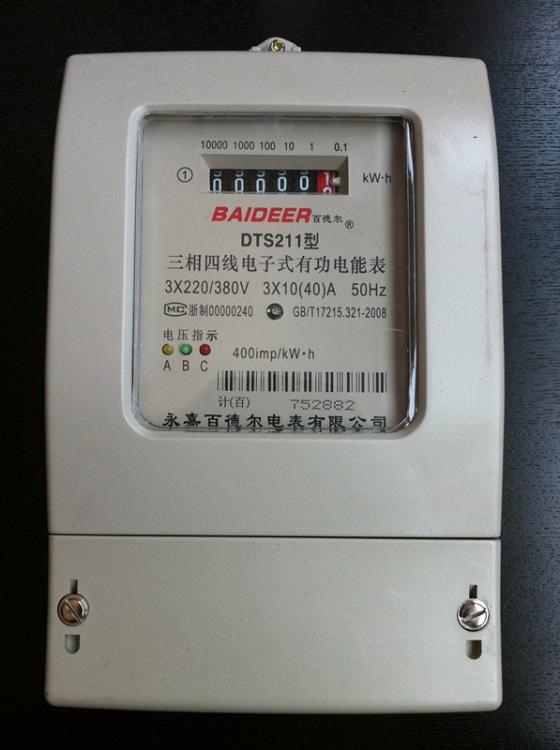 10000 1000 100 10 1 0.1
① 00000 kW·h
BAIDEER百德尔®
DTS211型
三相四线电子式有功电能表
3X220/380V 3X10(40)A 50Hz
MC 浙制00000240 GB/T17215.321-2008
电压指示
A B C 400imp/kW·h
计(百) 752882
永嘉百德尔电表有限公司